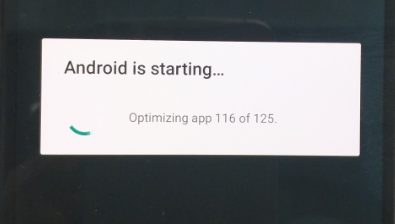 Android is starting...
Optimizing app 116 of 125.